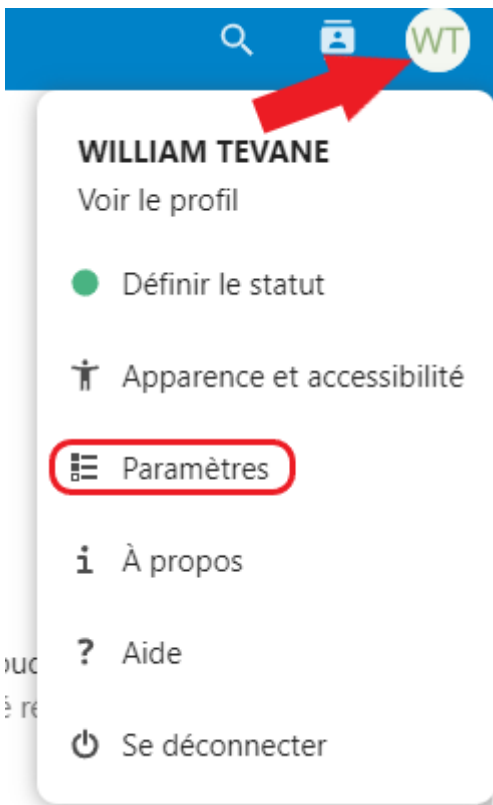 WT
WILLIAM TEVANE
Voir le profil
Définir le statut
Apparence et accessibilité
Paramètres
À propos
? Aide
Se déconnecter